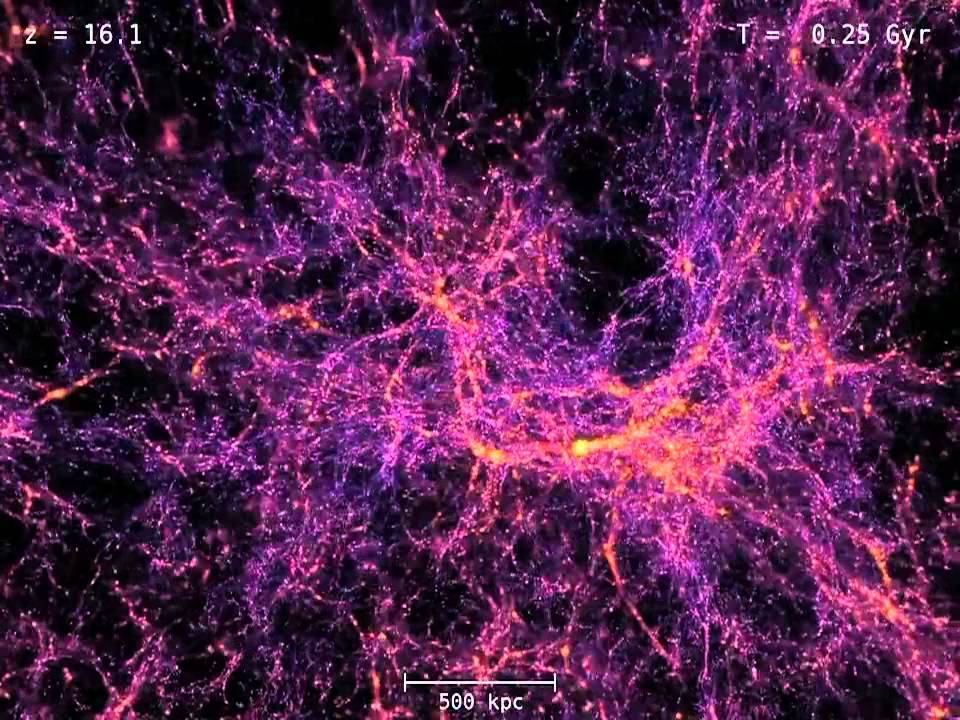 z = 16.1
T = 0.25 Gyr
500 kpc